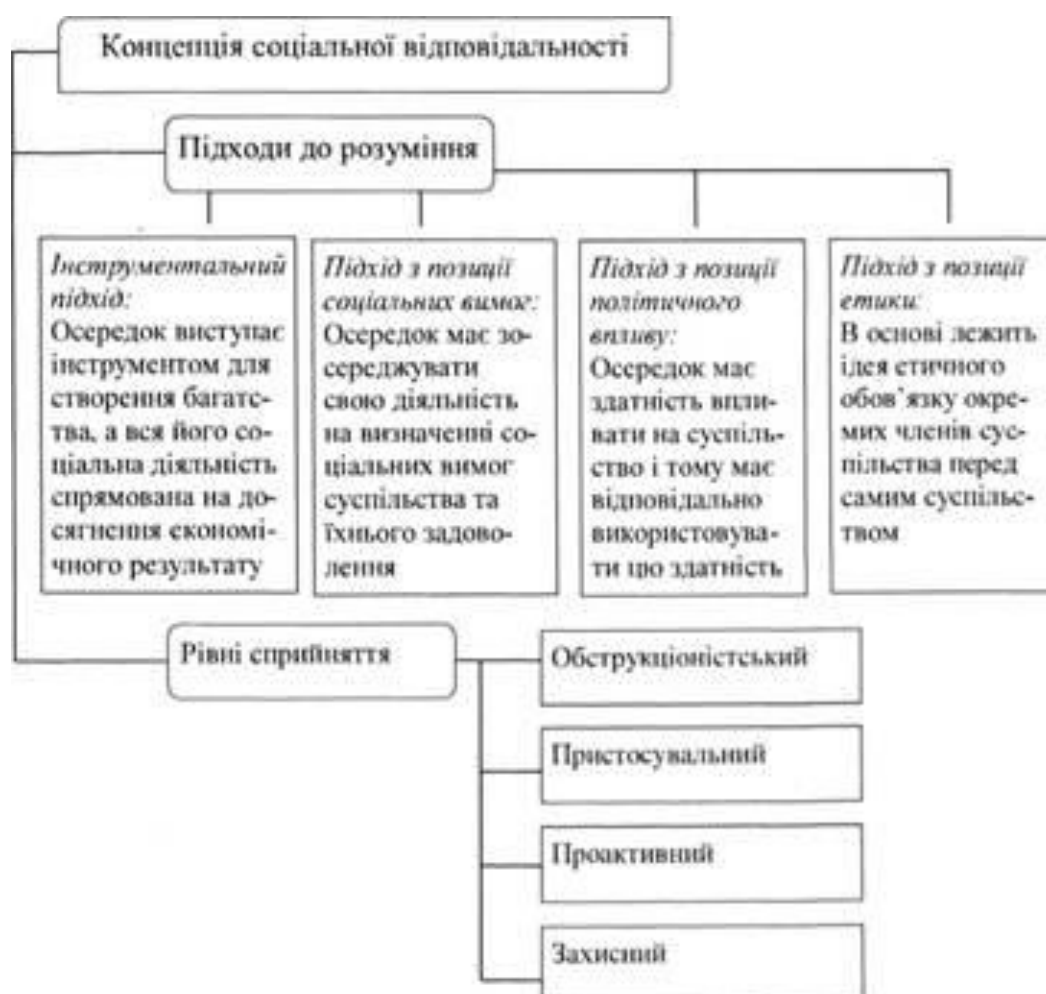 Концепція соціальної відповідальності
Підходи до розуміння
Інструментальний
підхід:
Осередок виступає
інструментом для
створення багатс-
тва, а вся його со-
ціальна діяльність
спрямована на до-
сягнення економі-
чного результату
Підхід з позиції
соціальних вимог:
Осередок має зо-
середжувати
свою діяльність
на визначенні со-
ціальних вимог
суспільства та
їхнього задово-
лення
Підхід з позиції
політичного
впливу:
Осередок має
здатність впли-
вати на суспіль-
ство і тому має
відповідально
використовува-
ти цю здатність
Підхід з позиції
етики:
В основі лежить
ідея етичного
обов’язку окре-
мих членів сус-
пільства перед
самим суспільс-
твом
Рівні сприйняття
Обструкціоністський
Пристосувальний
Проактивний
Захисний